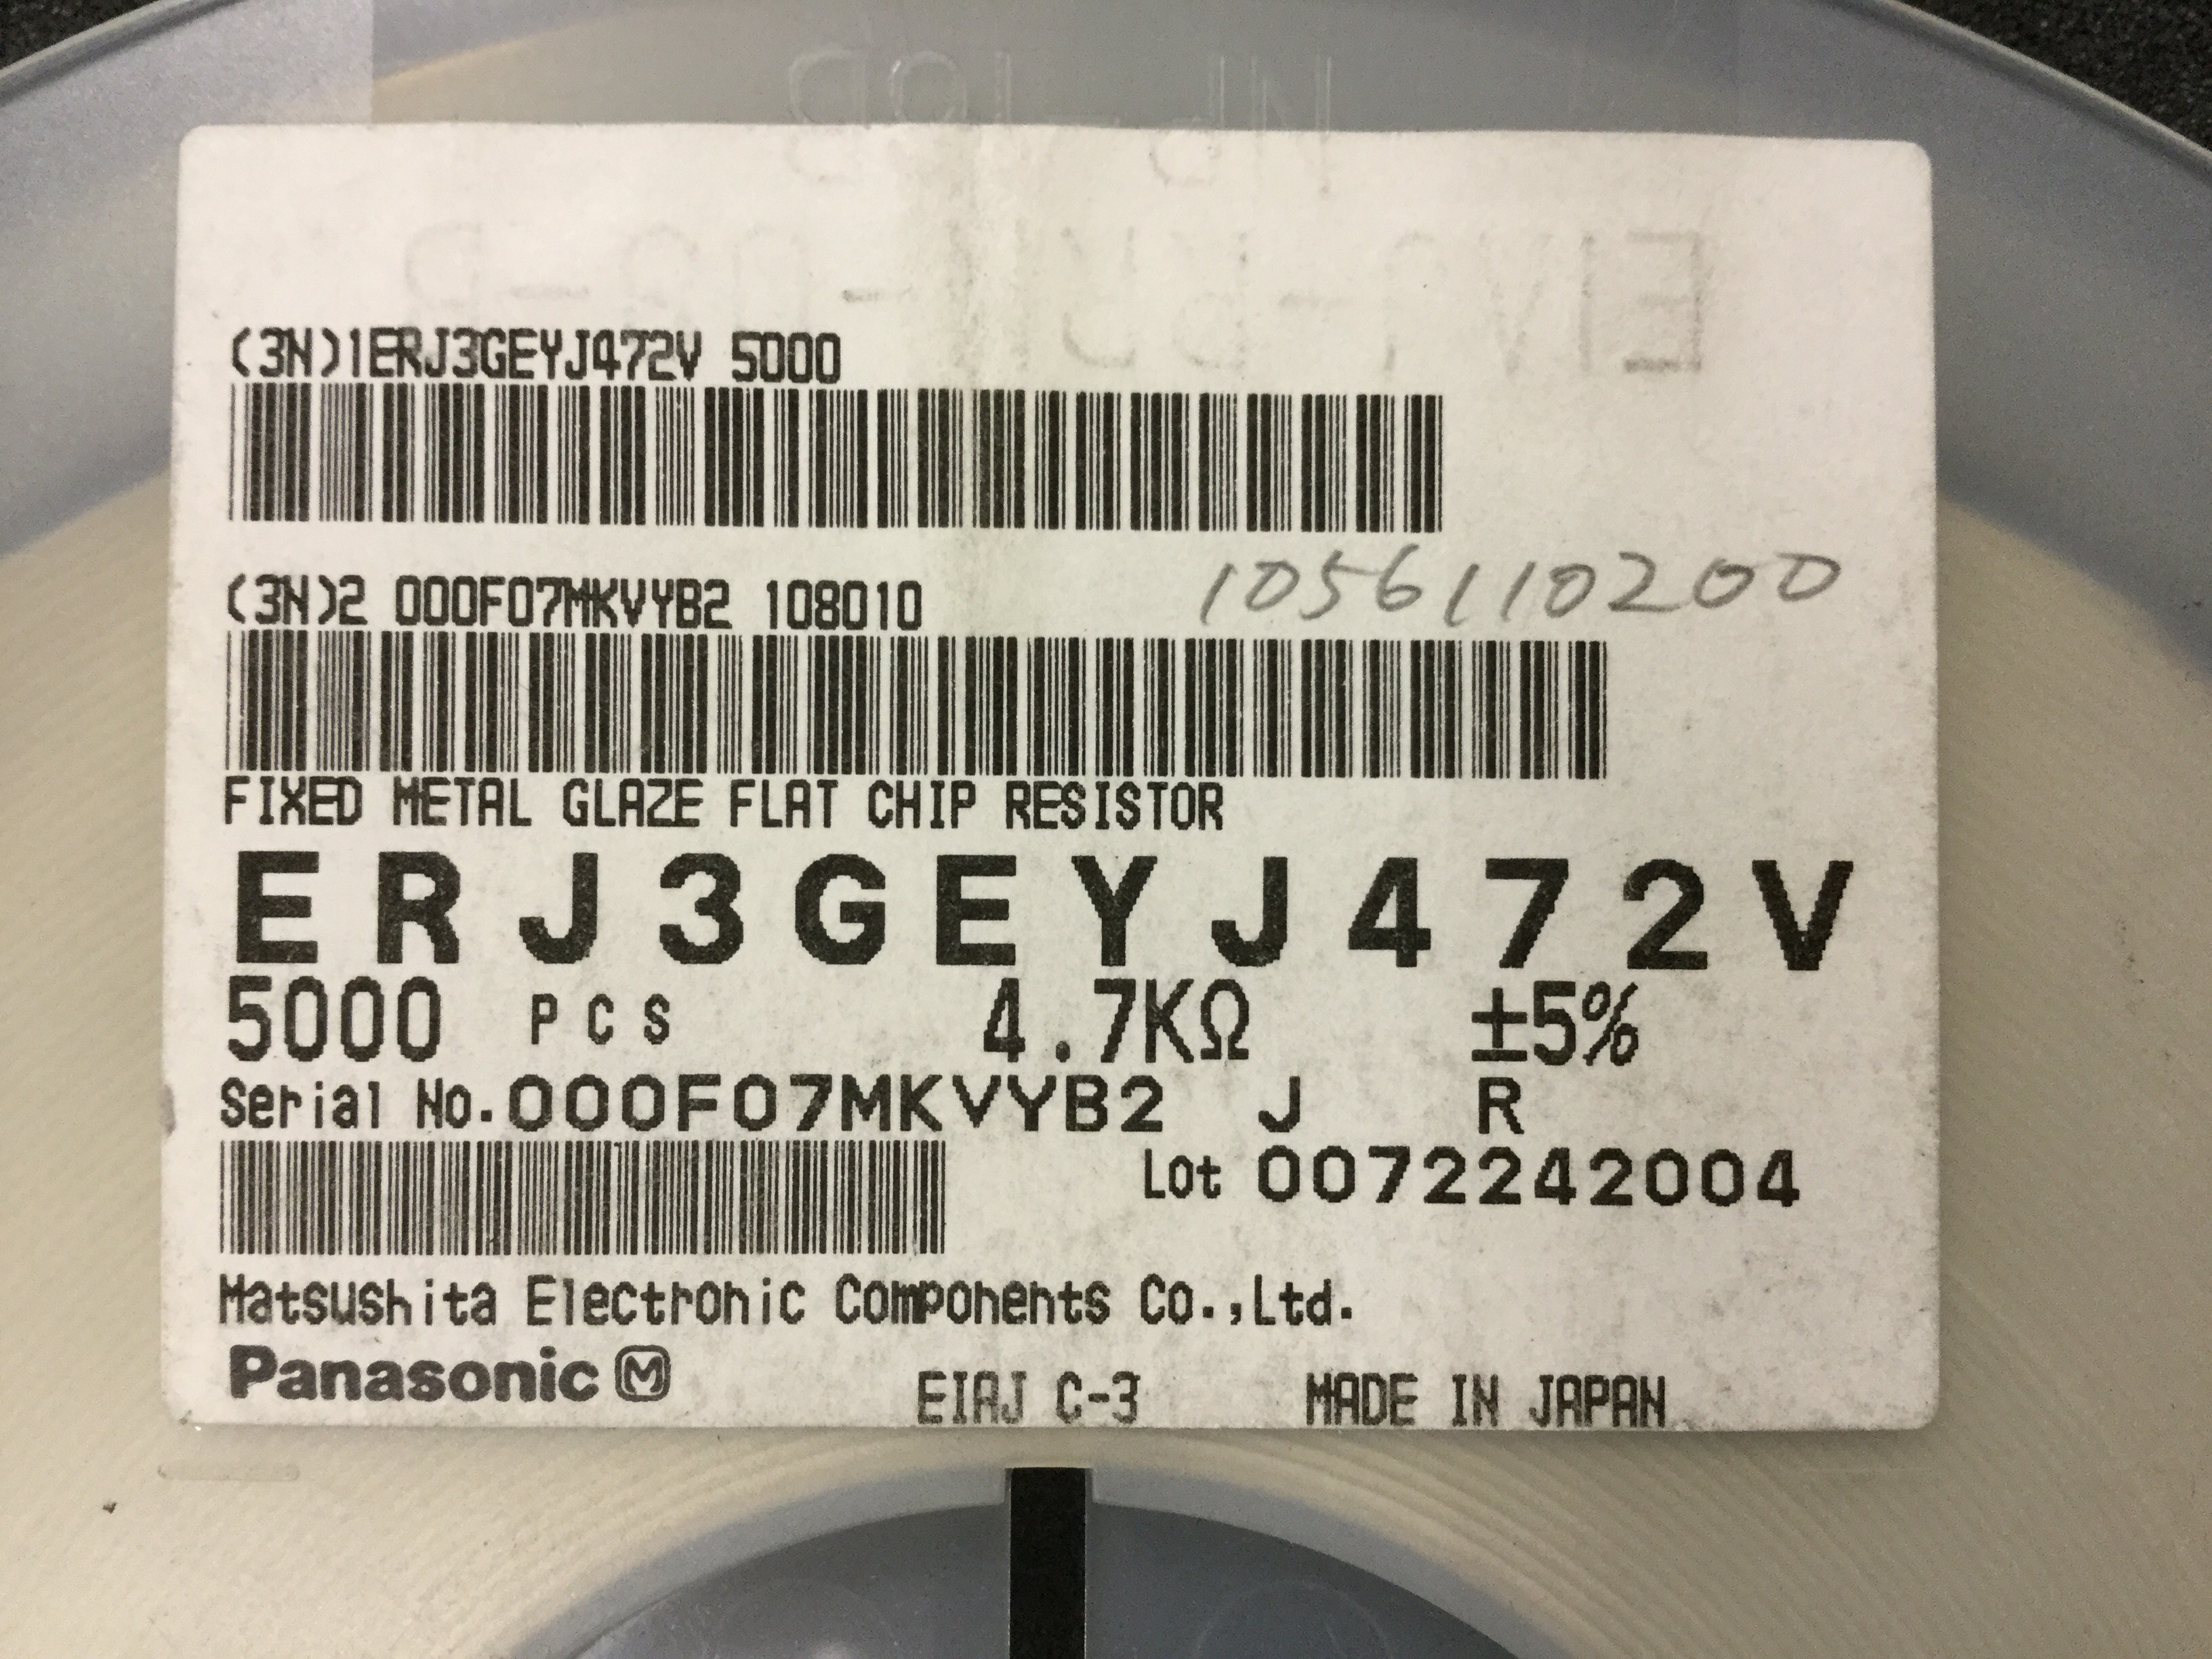 (3N)1ERJ3GEYJ472V 5000
(3N)2 000F07MKVYB2 108010
1056110200
FIXED METAL GLAZE FLAT CHIP RESISTOR
ERJ3GEYJ472V
5000 PCS 4.7KΩ ±5%
Serial No.000F07MKVYB2 J R
Lot 0072242004
Matsushita Electronic Components Co.,Ltd.
Panasonic M
EIAJ C-3 MADE IN JAPAN